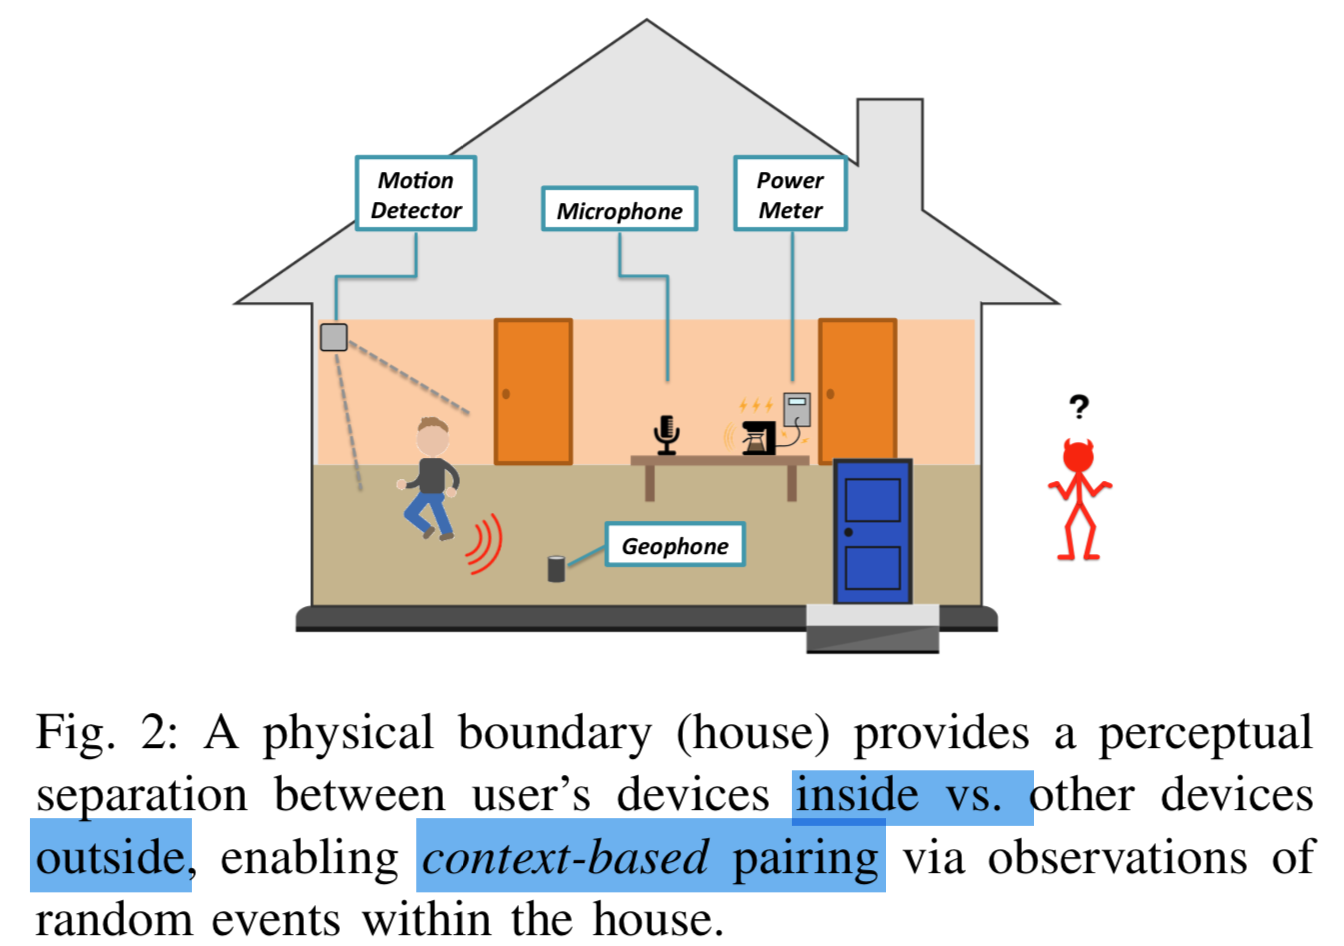 Motion
Detector
Microphone
Power
Meter
?
Geophone
Fig. 2: A physical boundary (house) provides a perceptual
separation between user's devices inside vs. other devices
outside, enabling context-based pairing via observations of
random events within the house.